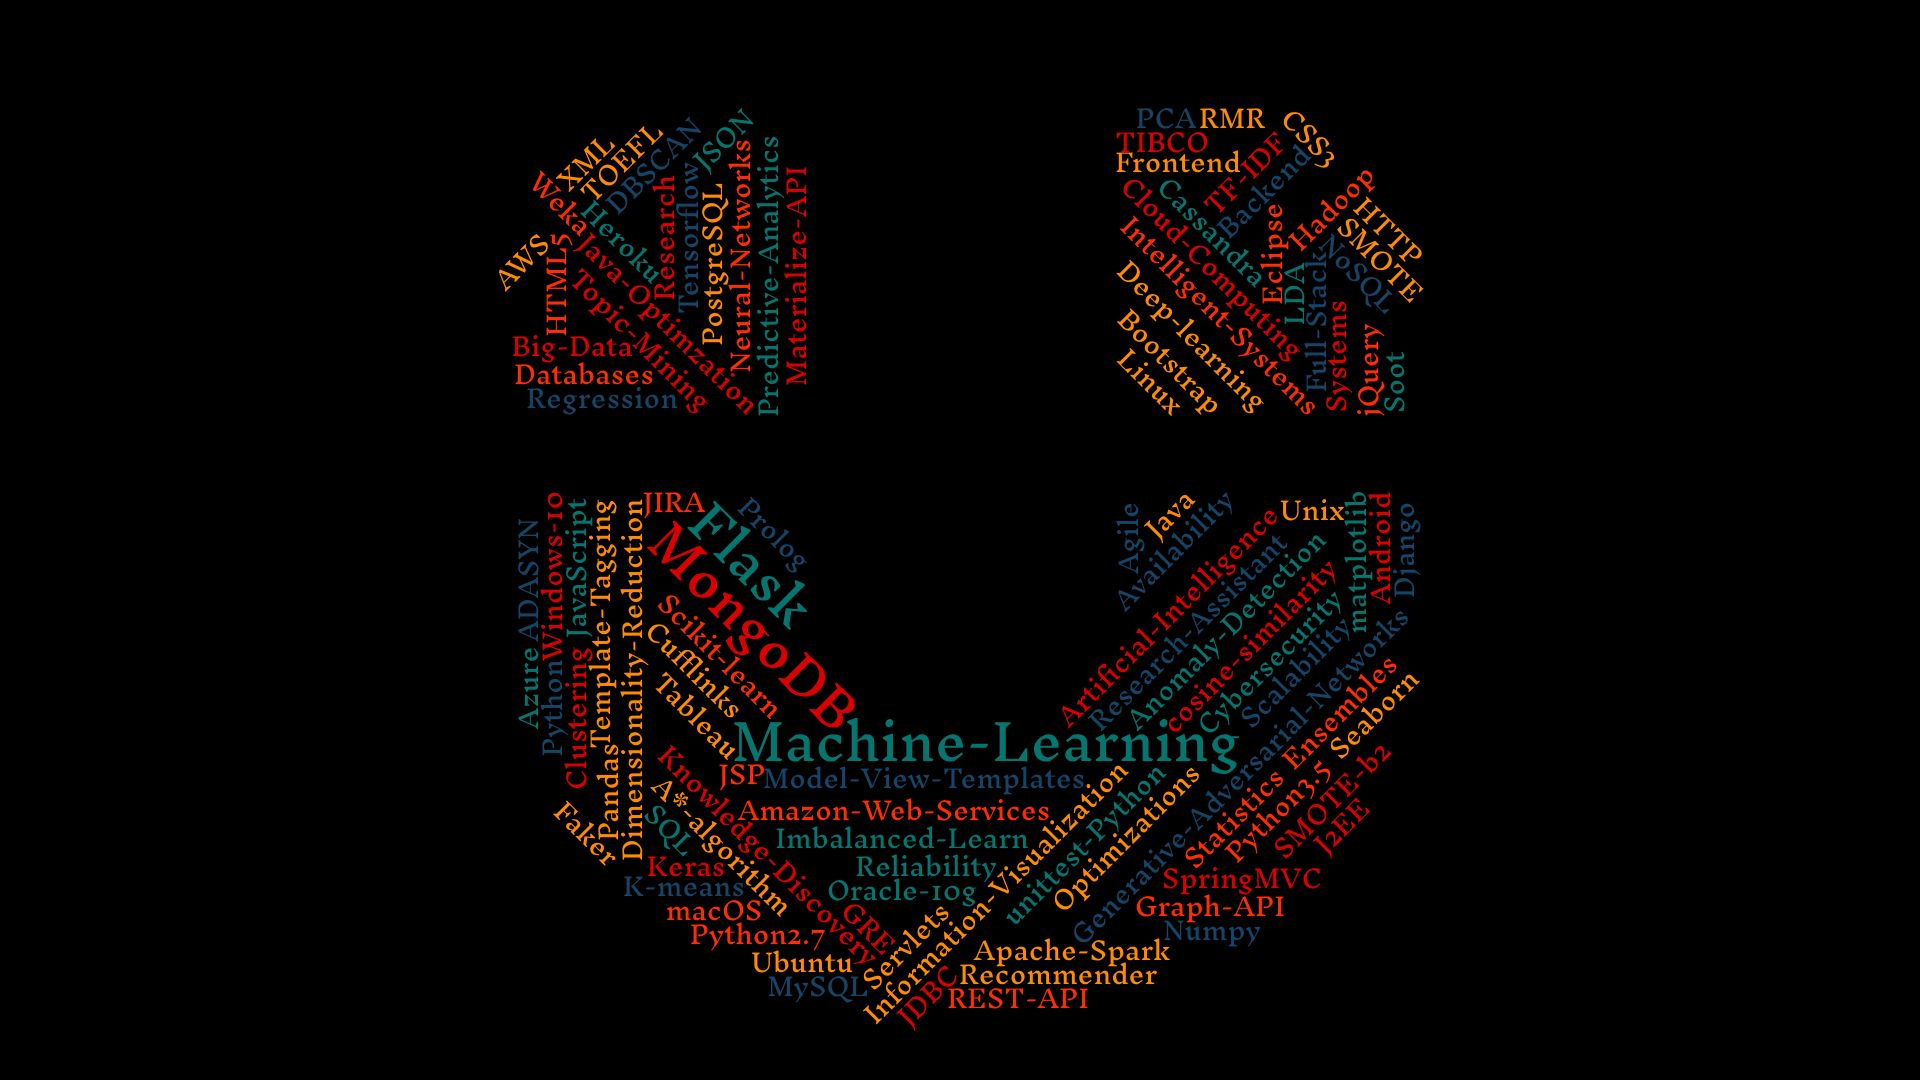 XML
TOEFL
DBSCAN
JSON
Weka
Heroku
Research
Tensorflow
PostgreSQL
Neural-Networks
Predictive-Analytics
Materialize-API
AWS
HTML5
Java-Optimzation
Topic-Mining
Big-Data
Databases
Regression
PCA
RMR
CSS3
TIBCO
Frontend
TF-IDF
Backend
Cloud-Computing
Cassandra
Intelligent-Systems
Eclipse
Hadoop
HTTP
SMOTE
NoSQL
Deep-learning
LDA
Full-Stack
Systems
Bootstrap
Linux
jQuery
Soot
JIRA
Flask
Prolog
MongoDB
ADASYN
Windows-10
JavaScript
Template-Tagging
Dimensionality-Reduction
Azure
Python
Clustering
Pandas
Scikit-learn
Cufflinks
Tableau
Agile
Java
Availability
Artificial-Intelligence
Unix
matplotlib
Android
Django
Research-Assistant
Anomaly-Detection
cosine-similarity
Cybersecurity
Scalability
Generative-Adversarial-Networks
Ensembles
Seaborn
Machine-Learning
JSP
Model-View-Templates
Knowledge-Discovery
A*-algorithm
Amazon-Web-Services
Imbalanced-Learn
Reliability
Oracle-10g
Information-Visualization
unittest-Python
Optimizations
Statistics
Python3.5
SMOTE-b2
J2EE
Faker
SQL
Keras
K-means
macOS
Python2.7
GRE
Servlets
SpringMVC
Graph-API
Numpy
Ubuntu
MySQL
Apache-Spark
Recommender
JDBC
REST-API